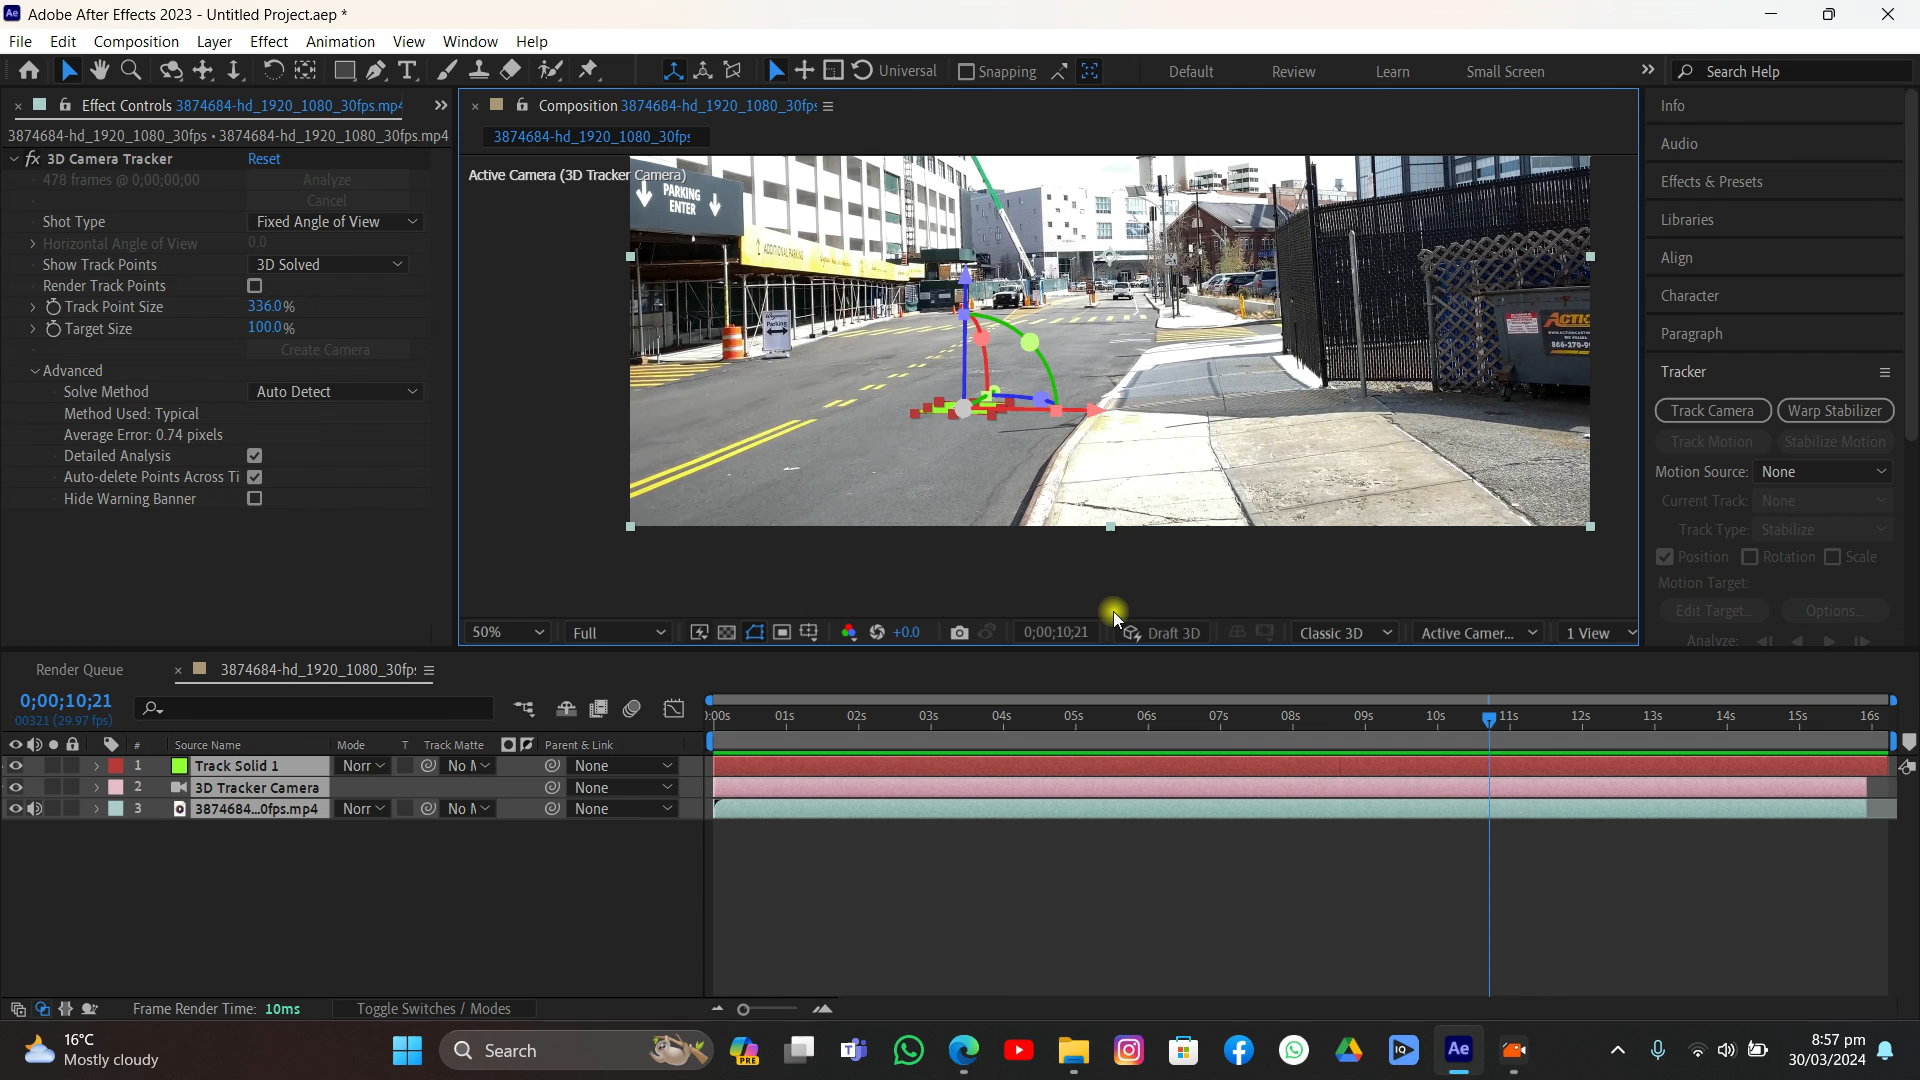 Adobe After Effects 2023 - Untitled Project.aep *
File Edit Composition Layer Effect Animation View Window Help
Universal Snapping Default Review Learn Small Screen Search Help
Effect Controls 3874684-hd_1920_1080_30fps.mp4
3874684-hd_1920_1080_30fps • 3874684-hd_1920_1080_30fps.mp4
fx 3D Camera Tracker Reset
478 frames @ 0;00;00;00 Analyze
Cancel
Shot Type Fixed Angle of View
Horizontal Angle of View 0.0
Show Track Points 3D Solved
Render Track Points
Track Point Size 336.0%
Target Size 100.0%
Create Camera
Advanced
Solve Method Auto Detect
Method Used: Typical
Average Error: 0.74 pixels
Detailed Analysis
Auto-delete Points Across Ti
Hide Warning Banner
Composition 3874684-hd_1920_1080_30fps
3874684-hd_1920_1080_30fps
Active Camera (3D Tracker Camera)
PARKING
ENTER
ADDITIONAL PARKING
Parking
ACTIO
866-270-9
50% Full +0.0 0;00;10;21 Draft 3D Classic 3D Active Camer... 1 View
Info
Audio
Effects & Presets
Libraries
Align
Character
Paragraph
Tracker
Track Camera Warp Stabilizer
Track Motion Stabilize Motion
Motion Source: None
Current Track: None
Track Type: Stabilize
Position Rotation Scale
Motion Target:
Edit Target... Options...
Analyze:
Render Queue 3874684-hd_1920_1080_30fps
0;00;10;21
00321 (29.97 fps)
:00s 01s 02s 03s 04s 05s 06s 07s 08s 09s 10s 11s 12s 13s 14s 15s 16s
# Source Name Mode T Track Matte Parent & Link
1 Track Solid 1 Norr No M None
2 3D Tracker Camera None
3 3874684...0fps.mp4 Norr No M None
Frame Render Time: 10ms Toggle Switches / Modes
16°C
Mostly cloudy
Search
PRE
IQ
Ae
8:57 pm
30/03/2024